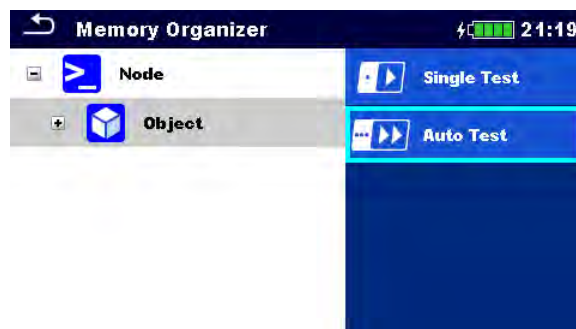 Memory Organizer 21:19
Node
Single Test
Object
Auto Test